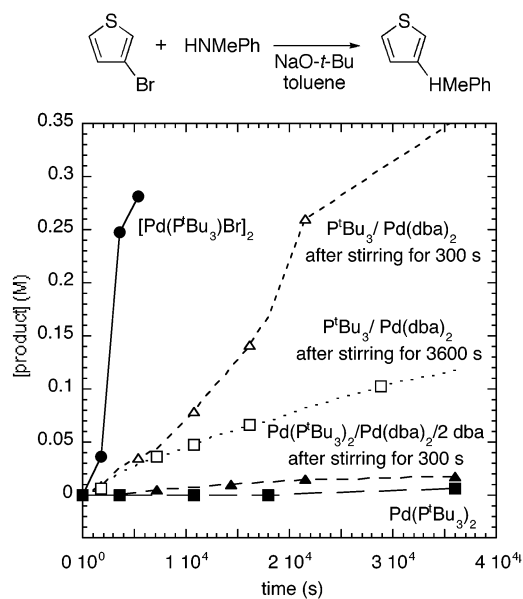 S
S
+ HNMePh
NaO-t-Bu
toluene
Br
HMePh
0.35
0.3
0.25
0.2
0.15
0.1
0.05
0
[product] (M)
[Pd(PᵗBu₃)Br]₂
PᵗBu₃/ Pd(dba)₂
after stirring for 300 s
PᵗBu₃/ Pd(dba)₂
after stirring for 3600 s
Pd(PᵗBu₃)₂/Pd(dba)₂/2 dba
after stirring for 300 s
Pd(PᵗBu₃)₂
0 10⁰ 1 10⁴ 2 10⁴ 3 10⁴ 4 10⁴
time (s)